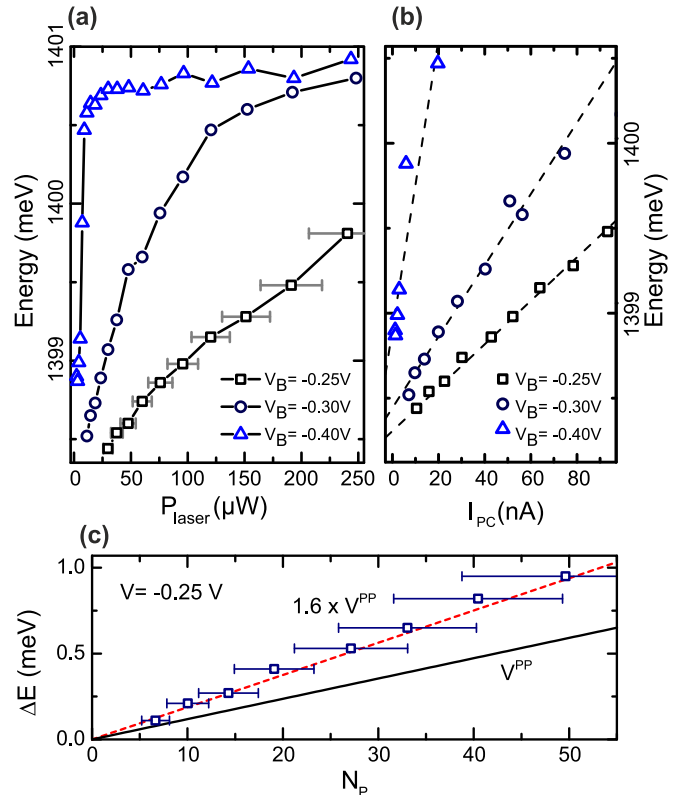 (a)
(b)
1401
1400
1399
Energy (meV)
V_B= -0.25V
V_B= -0.30V
V_B= -0.40V
0 50 100 150 200 250
P_laser (µW)
1400
1399
Energy (meV)
V_B= -0.25V
V_B= -0.30V
V_B= -0.40V
0 20 40 60 80
I_PC (nA)
(c)
1.0
0.5
0.0
ΔE (meV)
V= -0.25 V
1.6 x V^PP
V^PP
0 10 20 30 40 50
N_P